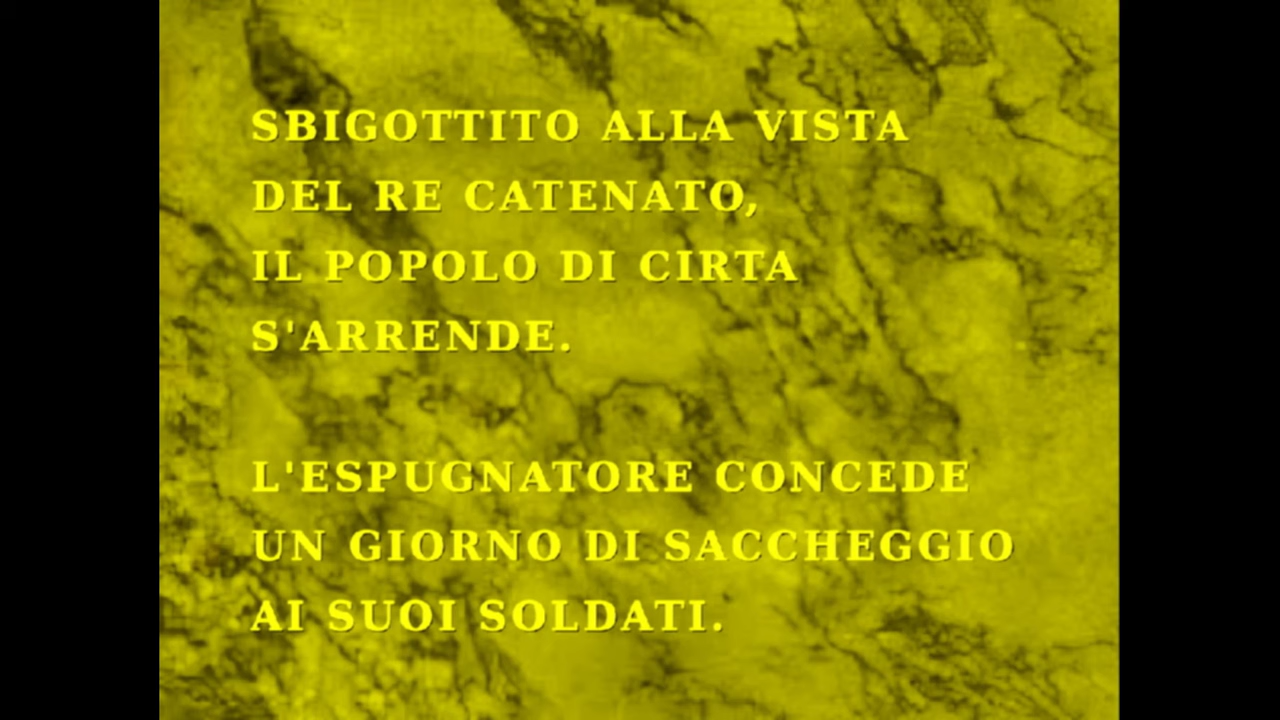 SBIGOTTITO ALLA VISTA
DEL RE CATENATO,
IL POPOLO DI CIRTA
S'ARRENDE.
L'ESPUGNATORE CONCEDE
UN GIORNO DI SACCHEGGIO
AI SUOI SOLDATI.